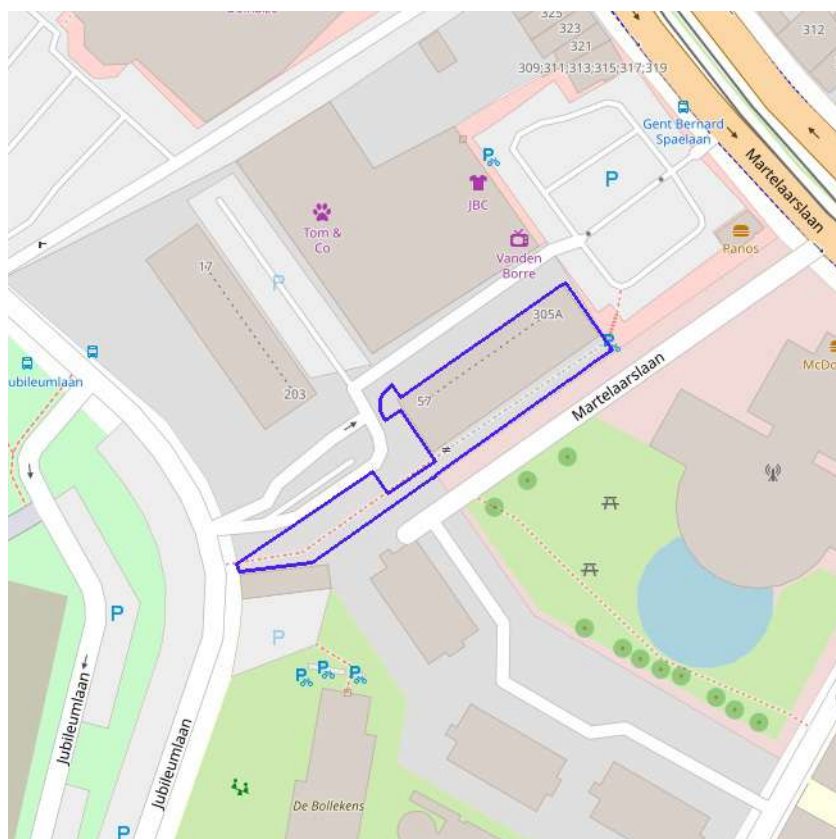 Delhaize
325
323
321
309;311;313;315;317;319
312
Gent Bernard
Spaelaan
Martelaarslaan
P
P
JBC
Tom &
Co
Vanden
Borre
Panos
17
P
305A
Jubileumlaan
203
57
≠
Martelaarslaan
McDo
P
P
Jubileumlaan
Jubileumlaan
P
P
P
De Bollekens
P